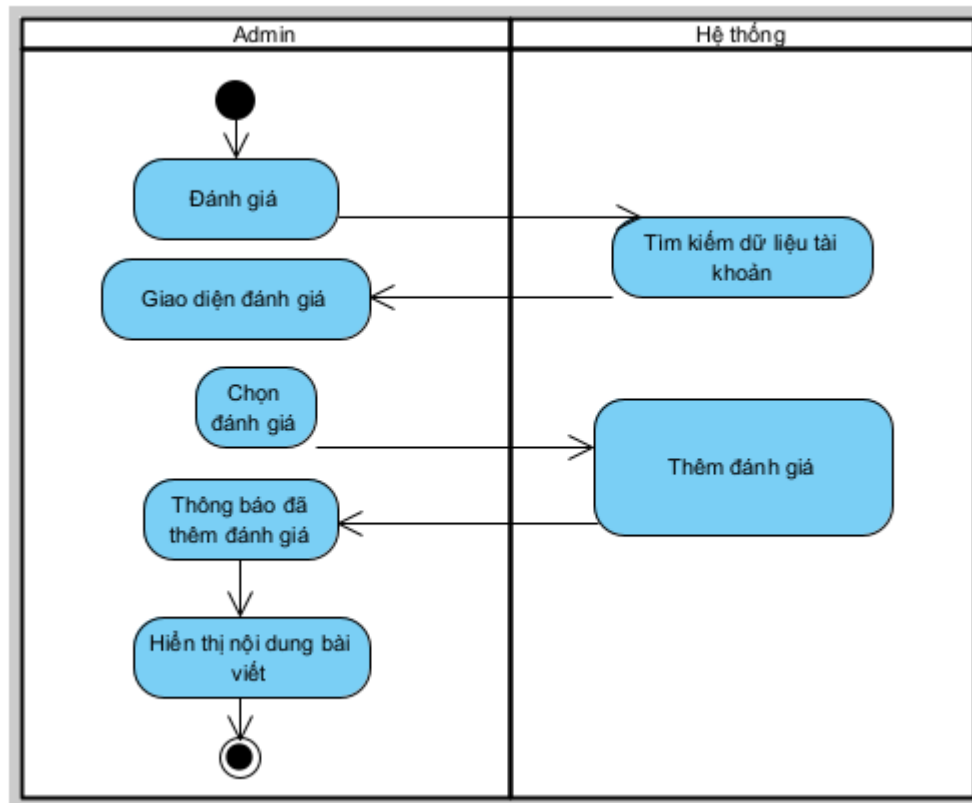 Admin
Hệ thống
Đánh giá
Tìm kiếm dữ liệu tài
khoản
Giao diện đánh giá
Chọn
đánh giá
Thêm đánh giá
Thông báo đã
thêm đánh giá
Hiển thị nội dung bài
viết